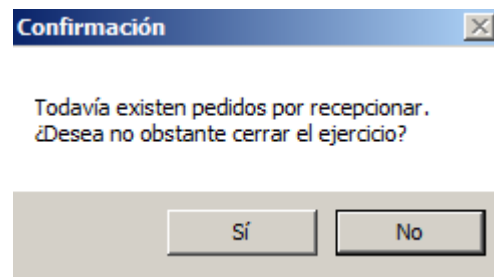 Confirmación
Todavía existen pedidos por recepcionar.
¿Desea no obstante cerrar el ejercicio?
Sí
No